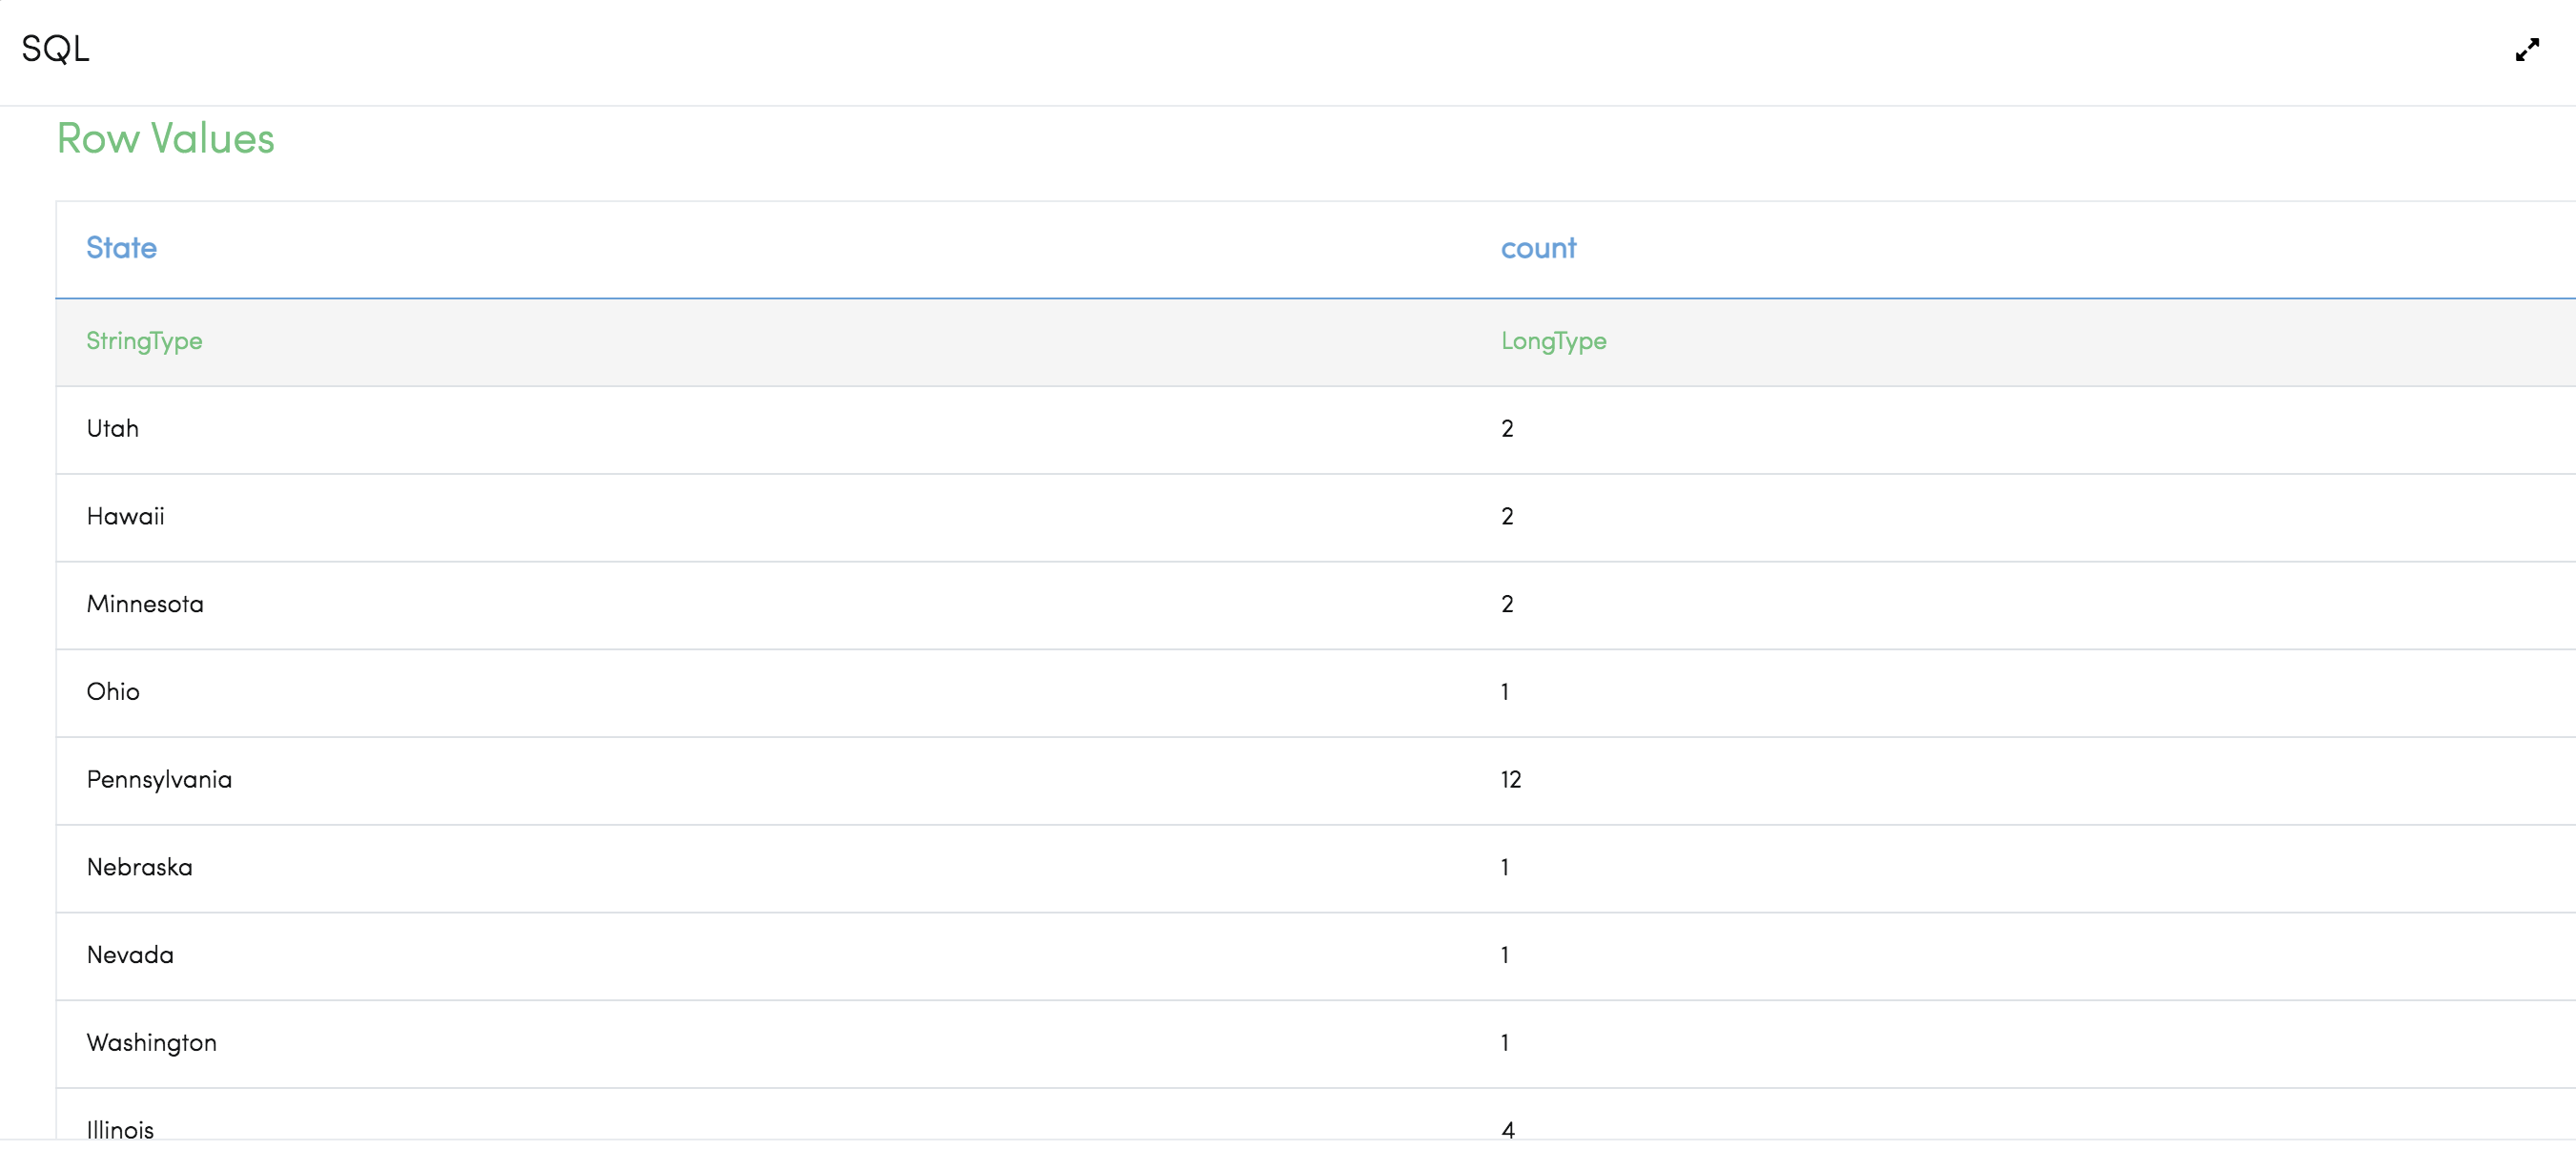 SQL
Row Values
State count
StringType LongType
Utah 2
Hawaii 2
Minnesota 2
Ohio 1
Pennsylvania 12
Nebraska 1
Nevada 1
Washington 1
Illinois 4